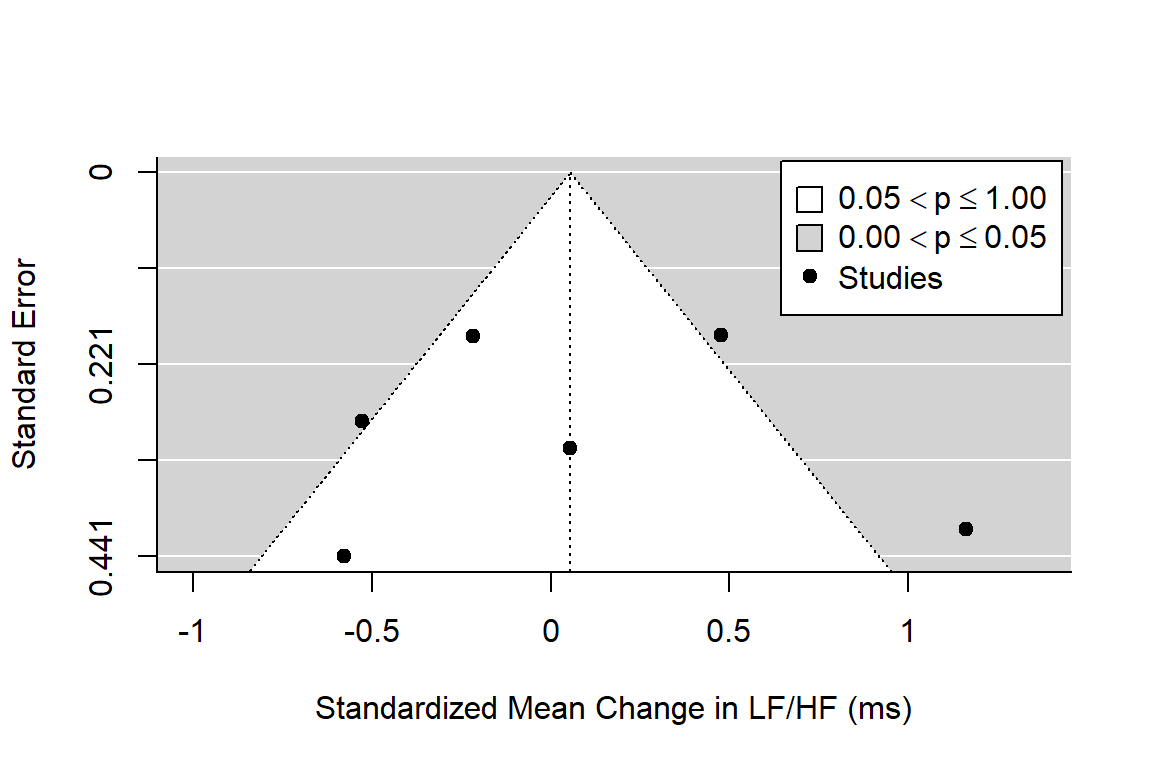 0.05 < p ≤ 1.00
0.00 < p ≤ 0.05
Studies
Standard Error
0
0.221
0.441
-1
-0.5
0
0.5
1
Standardized Mean Change in LF/HF (ms)